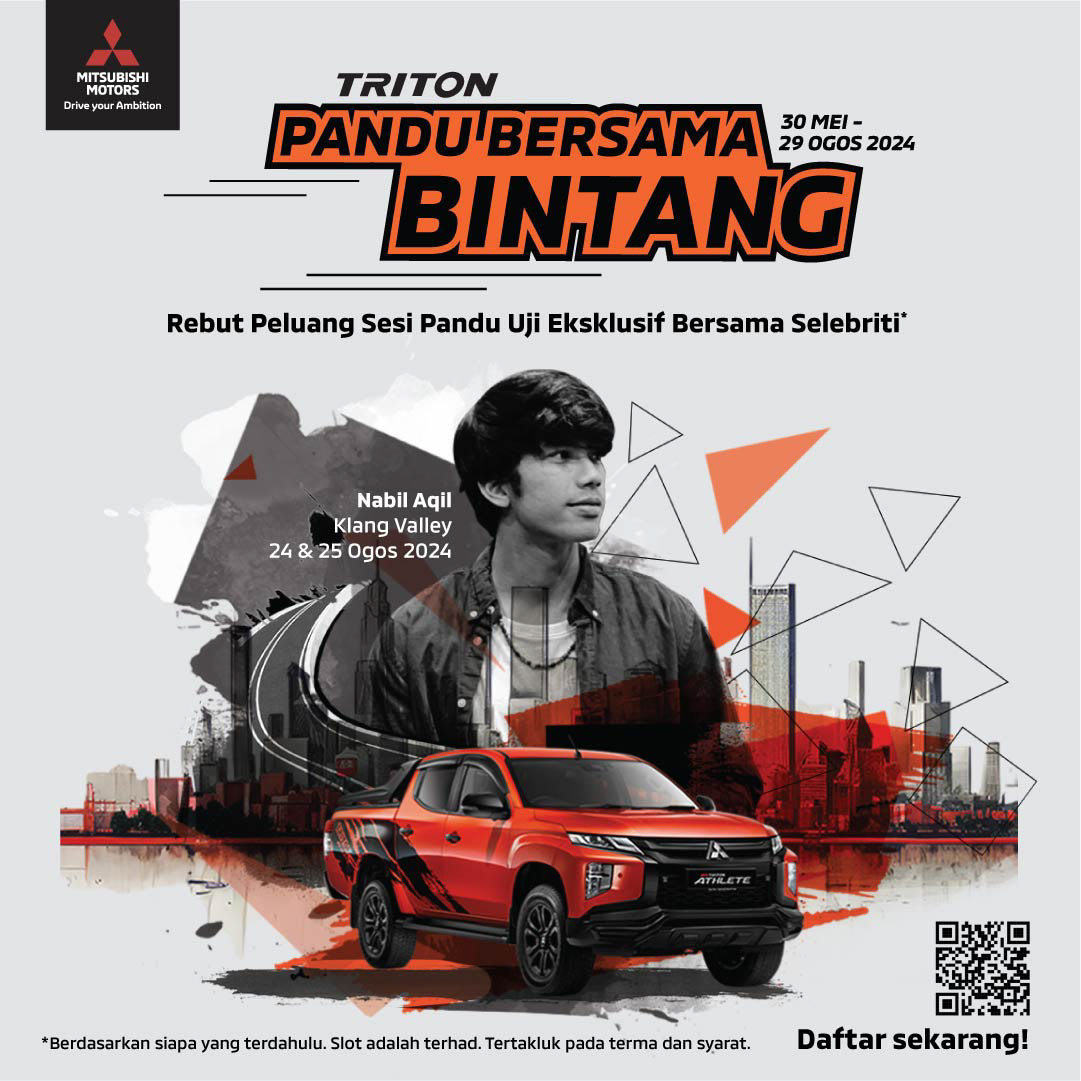 MITSUBISHI
MOTORS
Drive your Ambition
TRITON
PANDU BERSAMA
BINTANG
30 MEI –
29 OGOS 2024
Rebut Peluang Sesi Pandu Uji Eksklusif Bersama Selebriti*
Nabil Aqil
Klang Valley
24 & 25 Ogos 2024
TRITON
ATHLETE
*Berdasarkan siapa yang terdahulu. Slot adalah terhad. Tertakluk pada terma dan syarat.
Daftar sekarang!